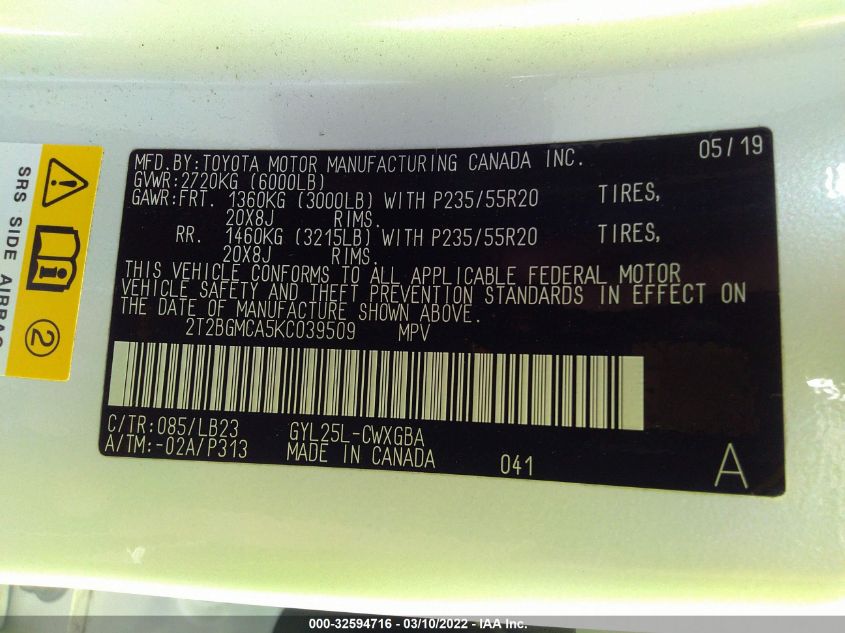 MFD.BY:TOYOTA MOTOR MANUFACTURING CANADA INC. 05/19
GVWR:2720KG (6000LB)
GAWR:FRT. 1360KG (3000LB) WITH P235/55R20 TIRES,
20X8J RIMS.
RR. 1460KG (3215LB) WITH P235/55R20 TIRES,
20X8J RIMS.
THIS VEHICLE CONFORMS TO ALL APPLICABLE FEDERAL MOTOR
VEHICLE SAFETY AND THEFT PREVENTION STANDARDS IN EFFECT ON
THE DATE OF MANUFACTURE SHOWN ABOVE.
2T2BGMCA5KC039509 MPV
C/TR:085/LB23 GYL25L-CWXGBA
A/TM:-02A/P313 MADE IN CANADA 041 A
SRS SIDE AIRBAG
2
000-32594716 - 03/10/2022 - IAA Inc.